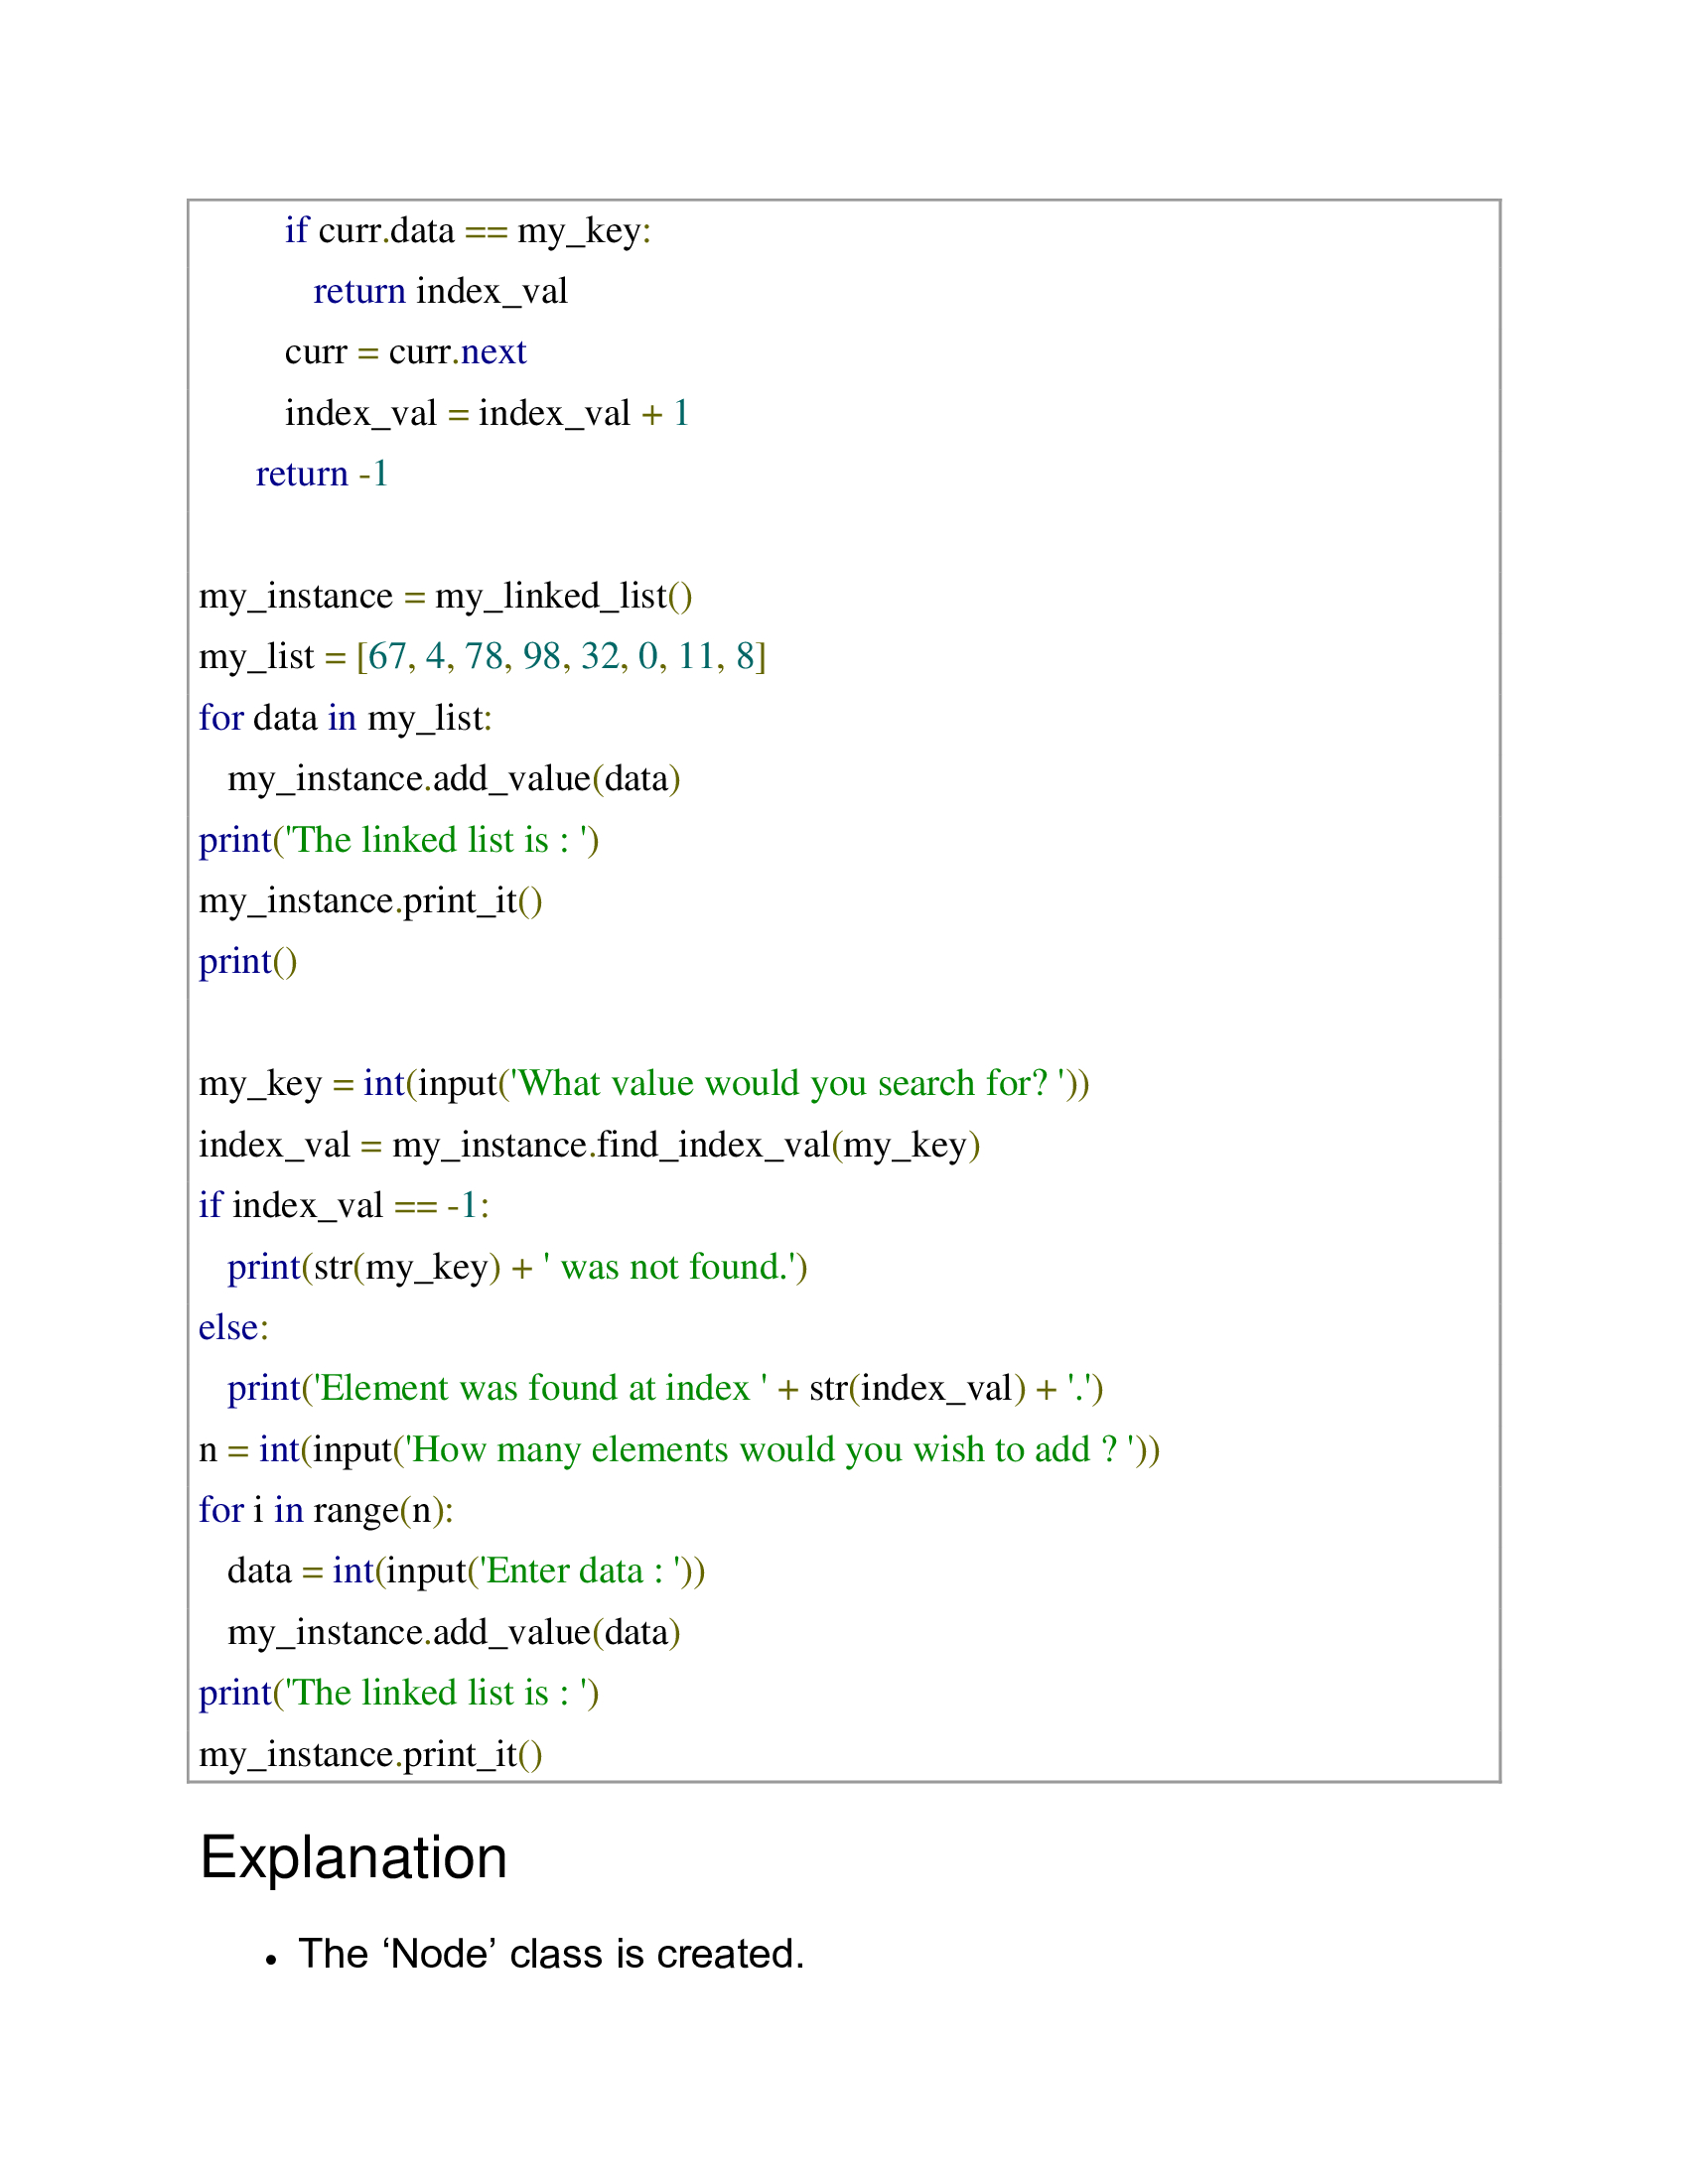 if curr.data == my_key:
return index_val
curr = curr.next
index_val = index_val + 1
return -1
my_instance = my_linked_list()
my_list = [67, 4, 78, 98, 32, 0, 11, 8]
for data in my_list:
my_instance.add_value(data)
print('The linked list is : ')
my_instance.print_it()
print()
my_key = int(input('What value would you search for? '))
index_val = my_instance.find_index_val(my_key)
if index_val == -1:
print(str(my_key) + ' was not found.')
else:
print('Element was found at index ' + str(index_val) + '.')
n = int(input('How many elements would you wish to add ? '))
for i in range(n):
data = int(input('Enter data : '))
my_instance.add_value(data)
print('The linked list is : ')
my_instance.print_it()
Explanation
• The ‘Node’ class is created.